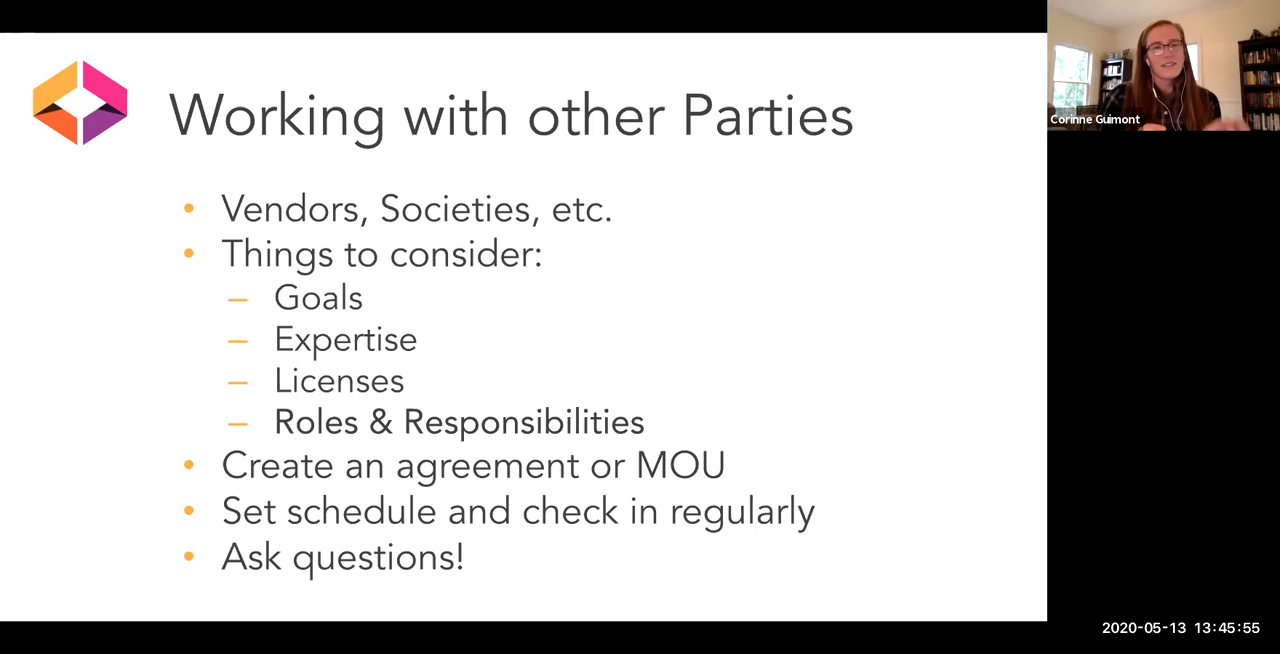 Working with other Parties
• Vendors, Societies, etc.
• Things to consider:
– Goals
– Expertise
– Licenses
– Roles & Responsibilities
• Create an agreement or MOU
• Set schedule and check in regularly
• Ask questions!
Corinne Guimont
2020-05-13 13:45:55